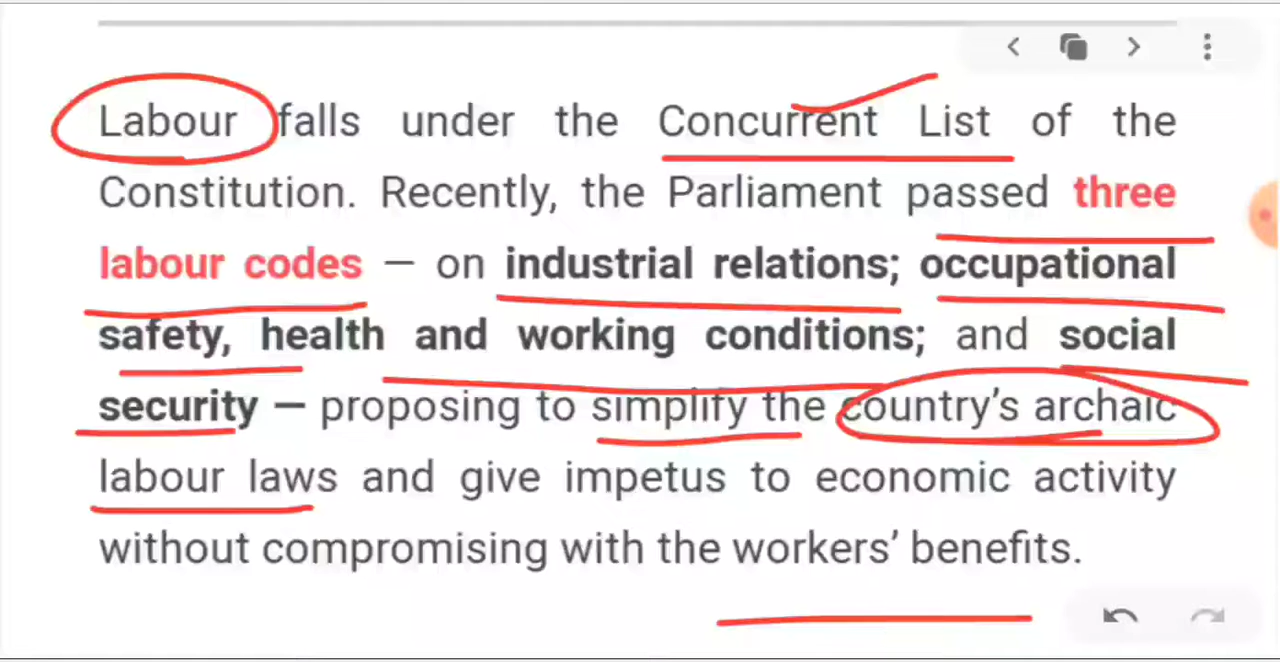 Labour falls under the Concurrent List of the
Constitution. Recently, the Parliament passed three
labour codes – on industrial relations; occupational
safety, health and working conditions; and social
security – proposing to simplify the country's archaic
labour laws and give impetus to economic activity
without compromising with the workers' benefits.